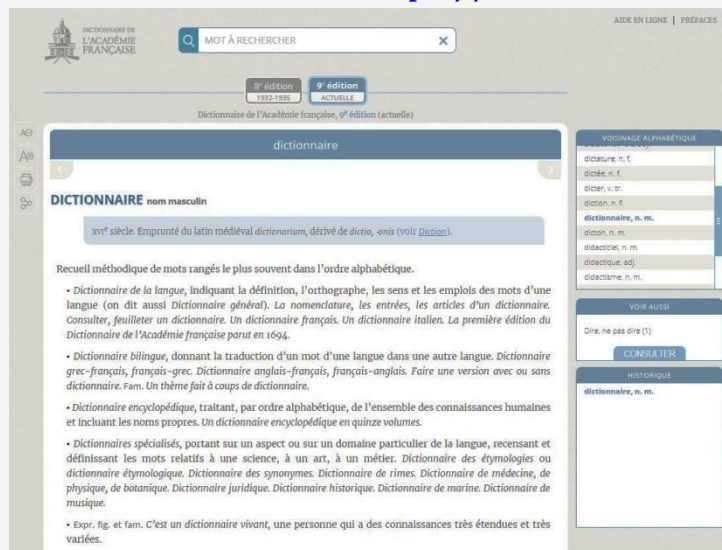 AIDE EN LIGNE | PRÉFACES
DICTIONNAIRE DE
L'ACADÉMIE
FRANÇAISE
MOT À RECHERCHER
8e édition
1932-1935
9e édition
ACTUELLE
Dictionnaire de l'Académie française, 9e édition (actuelle)
dictionnaire
DICTIONNAIRE nom masculin
XVIe siècle. Emprunté du latin médiéval dictionarium, dérivé de dictio, -onis (voir Diction).
Recueil méthodique de mots rangés le plus souvent dans l'ordre alphabétique.
• Dictionnaire de la langue, indiquant la définition, l'orthographe, les sens et les emplois des mots d'une
langue (on dit aussi Dictionnaire général). La nomenclature, les entrées, les articles d'un dictionnaire.
Consulter, feuilleter un dictionnaire. Un dictionnaire français. Un dictionnaire italien. La première édition du
Dictionnaire de l'Académie française parut en 1694.
• Dictionnaire bilingue, donnant la traduction d'un mot d'une langue dans une autre langue. Dictionnaire
grec-français, français-grec. Dictionnaire anglais-français, français-anglais. Faire une version avec ou sans
dictionnaire. Fam. Un thème fait à coups de dictionnaire.
• Dictionnaire encyclopédique, traitant, par ordre alphabétique, de l'ensemble des connaissances humaines
et incluant les noms propres. Un dictionnaire encyclopédique en quinze volumes.
• Dictionnaires spécialisés, portant sur un aspect ou sur un domaine particulier de la langue, recensant et
définissant les mots relatifs à une science, à un art, à un métier. Dictionnaire des étymologies ou
dictionnaire étymologique. Dictionnaire des synonymes. Dictionnaire de rimes. Dictionnaire de médecine, de
physique, de botanique. Dictionnaire juridique. Dictionnaire historique. Dictionnaire de marine. Dictionnaire de
musique.
• Expr. fig. et fam. C'est un dictionnaire vivant, une personne qui a des connaissances très étendues et très
variées.
VOISINAGE ALPHABÉTIQUE
dictature, n. f.
dictée, n. f.
dicter, v. tr.
diction, n. f.
dictionnaire, n. m.
dicton, n. m.
didacticiel, n. m.
didactique, adj.
didactisme, n. m.
VOIR AUSSI
Dire, ne pas dire (1)
CONSULTER
HISTORIQUE
dictionnaire, n. m.